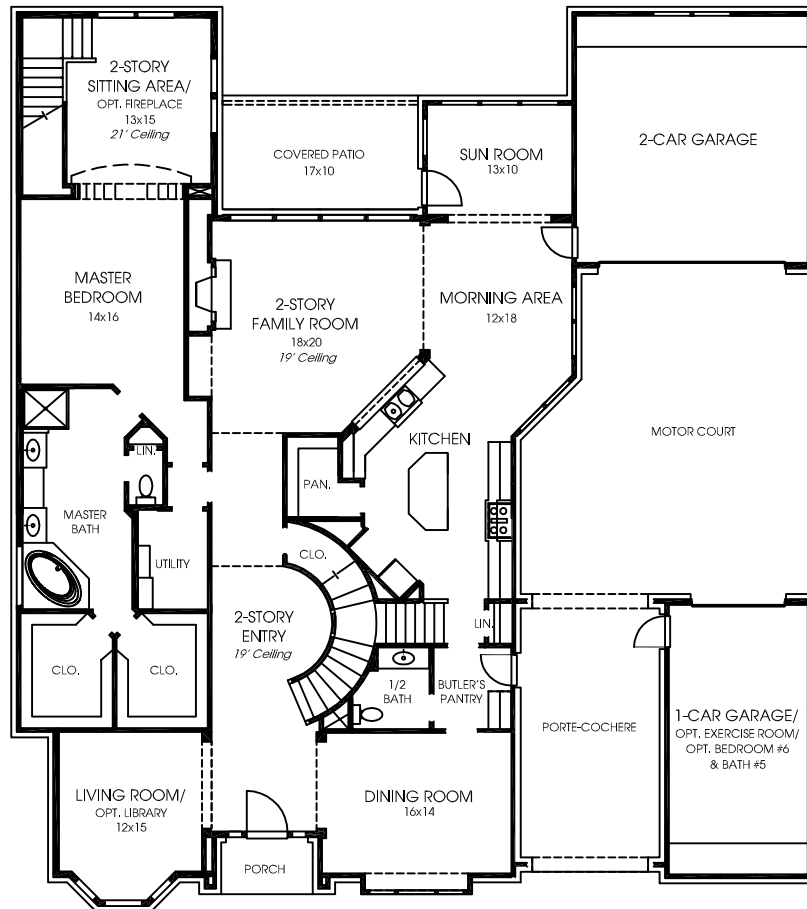 2-STORY
SITTING AREA/
OPT. FIREPLACE
13x15
21' Ceiling
COVERED PATIO
17x10
SUN ROOM
13x10
2-CAR GARAGE
MASTER
BEDROOM
14x16
2-STORY
FAMILY ROOM
18x20
19' Ceiling
MORNING AREA
12x18
MOTOR COURT
KITCHEN
LIN.
PAN.
MASTER
BATH
UTILITY
CLO.
2-STORY
ENTRY
19' Ceiling
LIN.
CLO.
CLO.
1/2
BATH
BUTLER'S
PANTRY
PORTE-COCHERE
1-CAR GARAGE/
OPT. EXERCISE ROOM/
OPT. BEDROOM #6
& BATH #5
LIVING ROOM/
OPT. LIBRARY
12x15
DINING ROOM
16x14
PORCH